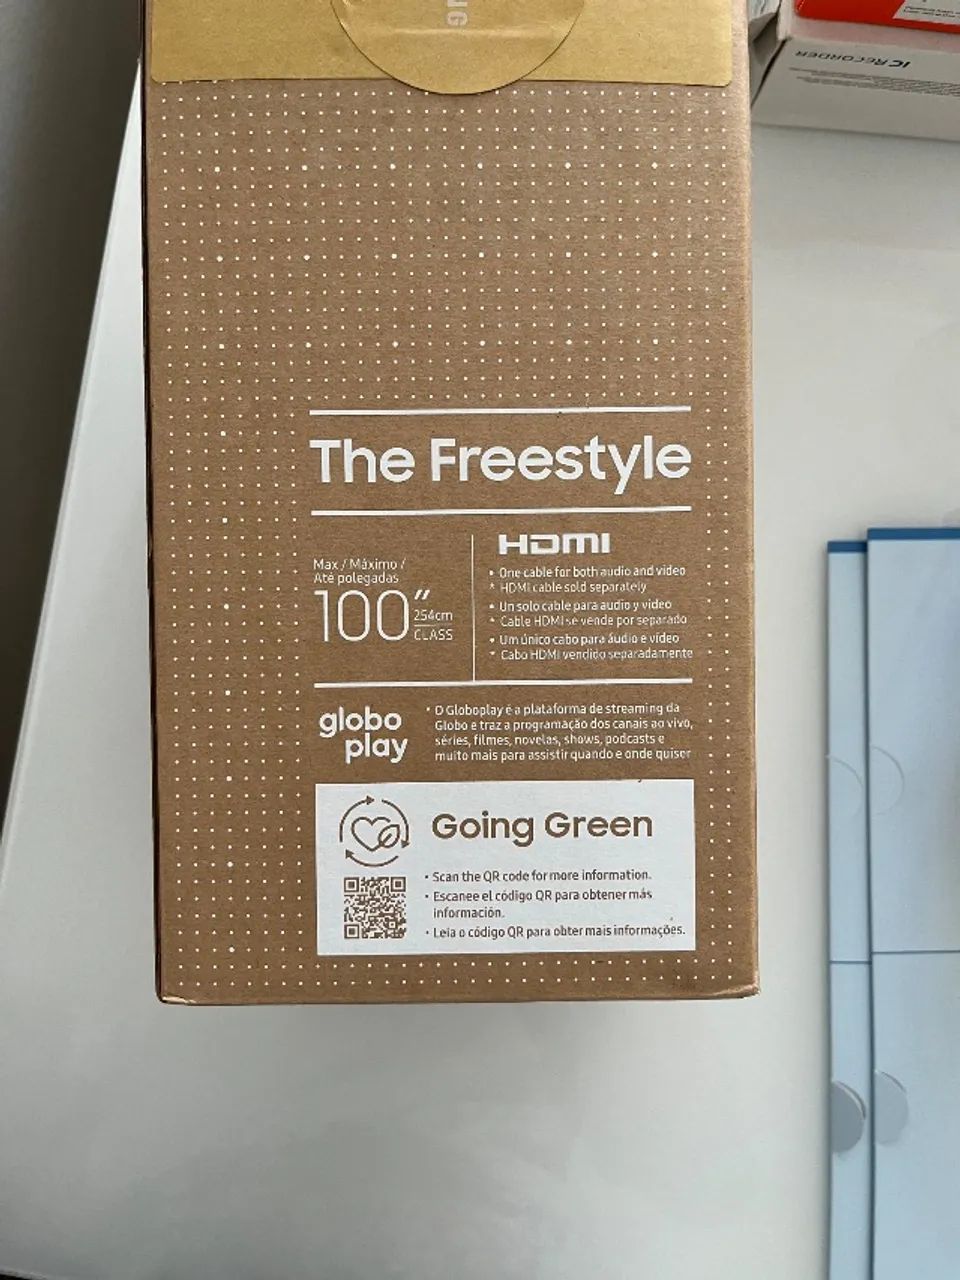 IC RECORDER
The Freestyle
Max / Máximo /
Até polegadas
100"
254cm
CLASS
HDMI
• One cable for both audio and video
* HDMI cable sold separately
• Un solo cable para audio y video
* Cable HDMI se vende por separado
• Um único cabo para áudio e vídeo
* Cabo HDMI vendido separadamente
globo
play
* O Globoplay é a plataforma de streaming da
Globo e traz a programação dos canais ao vivo,
séries, filmes, novelas, shows, podcasts e
muito mais para assistir quando e onde quiser
Going Green
• Scan the QR code for more information.
• Escanee el código QR para obtener más
información.
• Leia o código QR para obter mais informações.